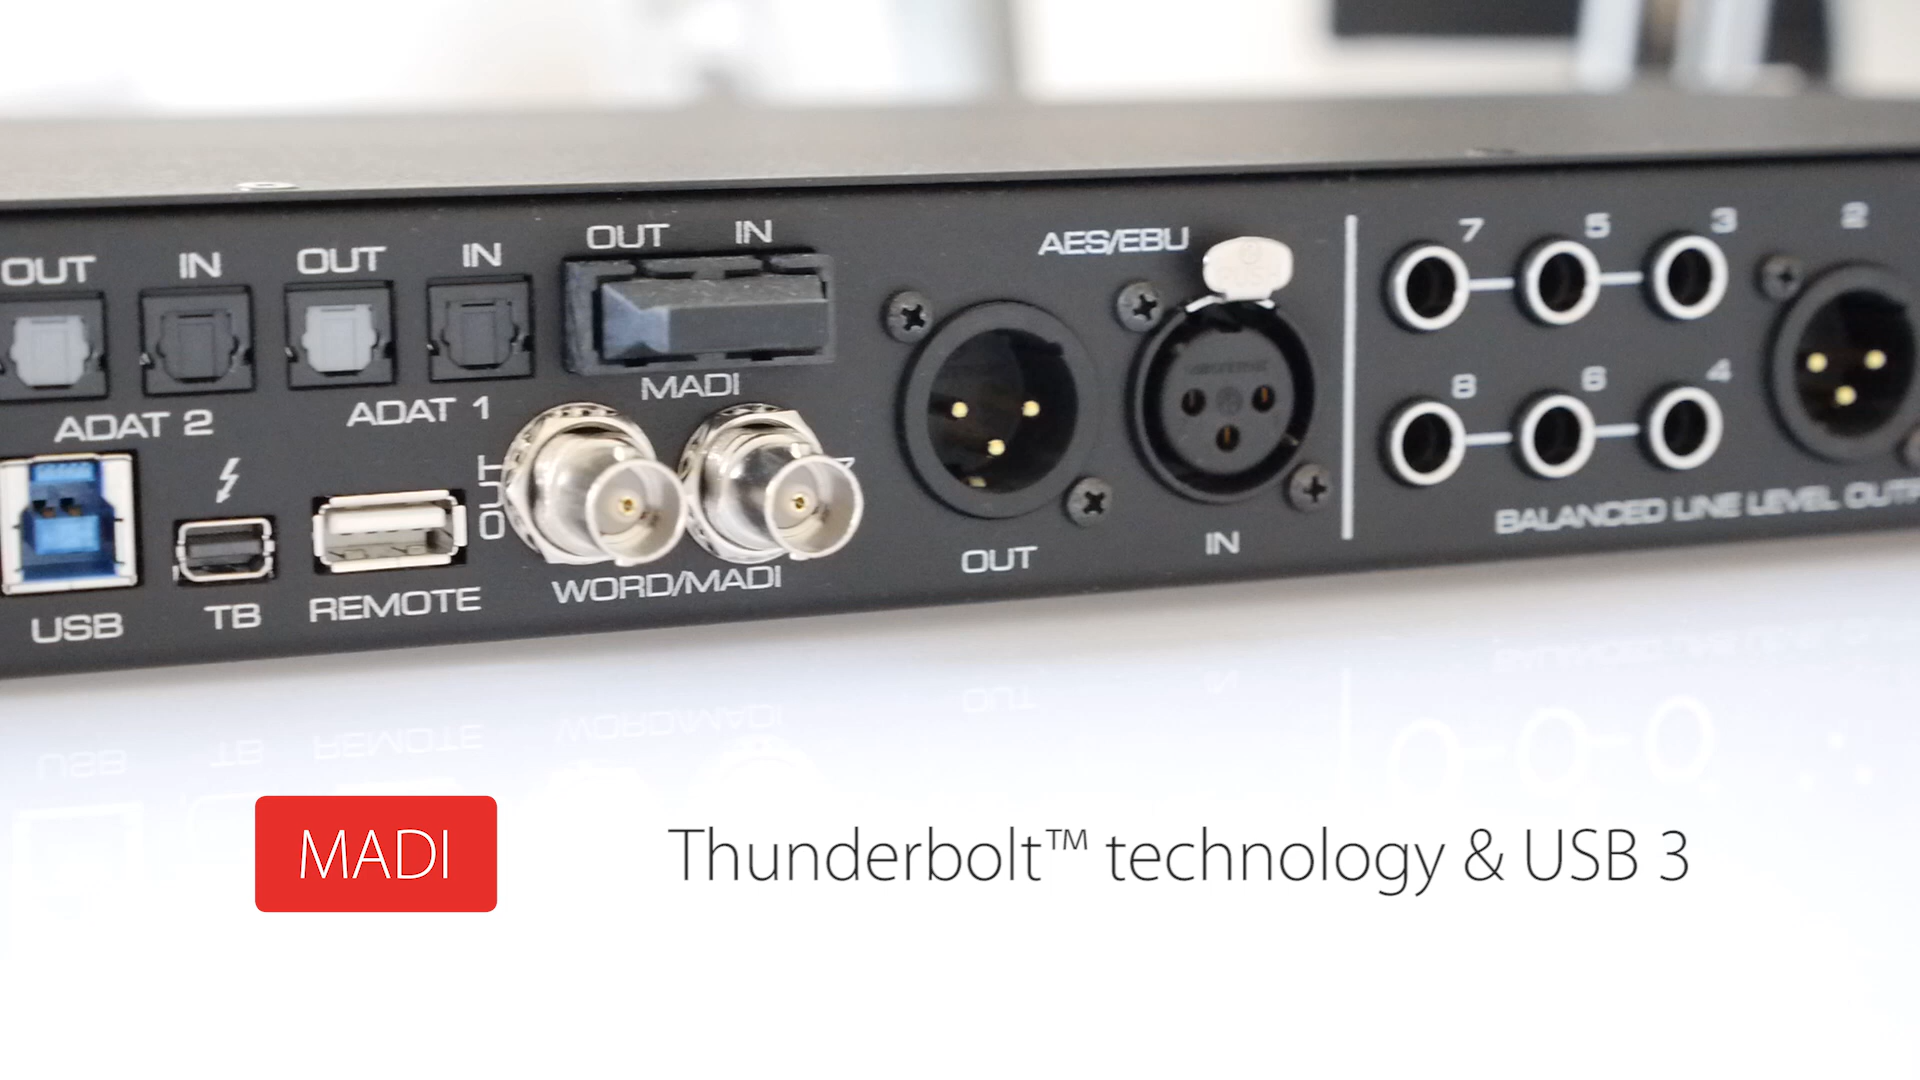 OUT IN OUT IN OUT IN AES/EBU 7 5 3 2
ADAT 2 ADAT 1 MADI 8 6 4
OUT
USB TB REMOTE WORD/MADI OUT IN BALANCED LINE LEVEL OUTP
MADI Thunderbolt™ technology & USB 3